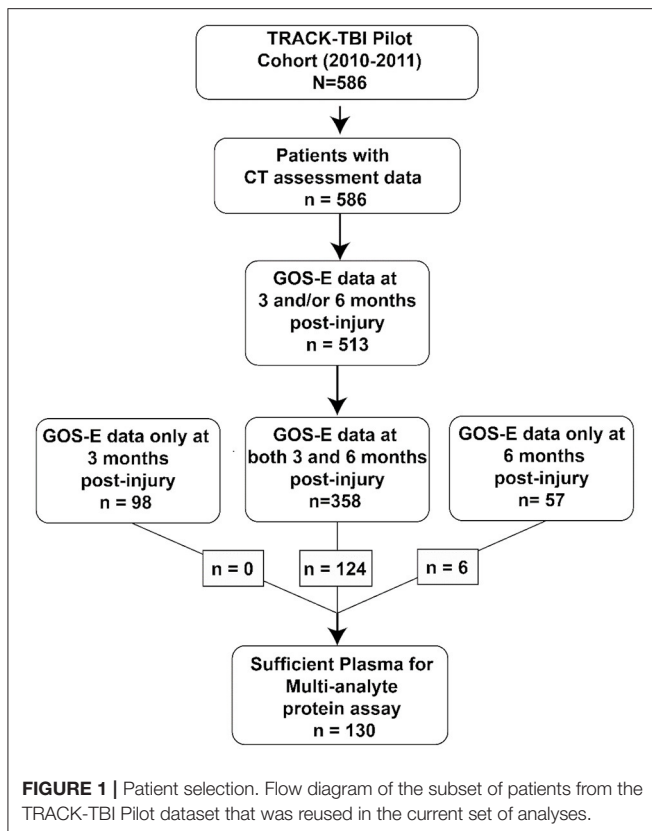 TRACK-TBI Pilot
Cohort (2010-2011)
N=586
Patients with
CT assessment data
n = 586
GOS-E data at
3 and/or 6 months
post-injury
n = 513
GOS-E data only at
3 months
post-injury
n = 98
GOS-E data at
both 3 and 6 months
post-injury
n=358
GOS-E data only at
6 months
post-injury
n= 57
n = 0
n = 124
n = 6
Sufficient Plasma for
Multi-analyte
protein assay
n = 130
FIGURE 1 | Patient selection. Flow diagram of the subset of patients from the
TRACK-TBI Pilot dataset that was reused in the current set of analyses.